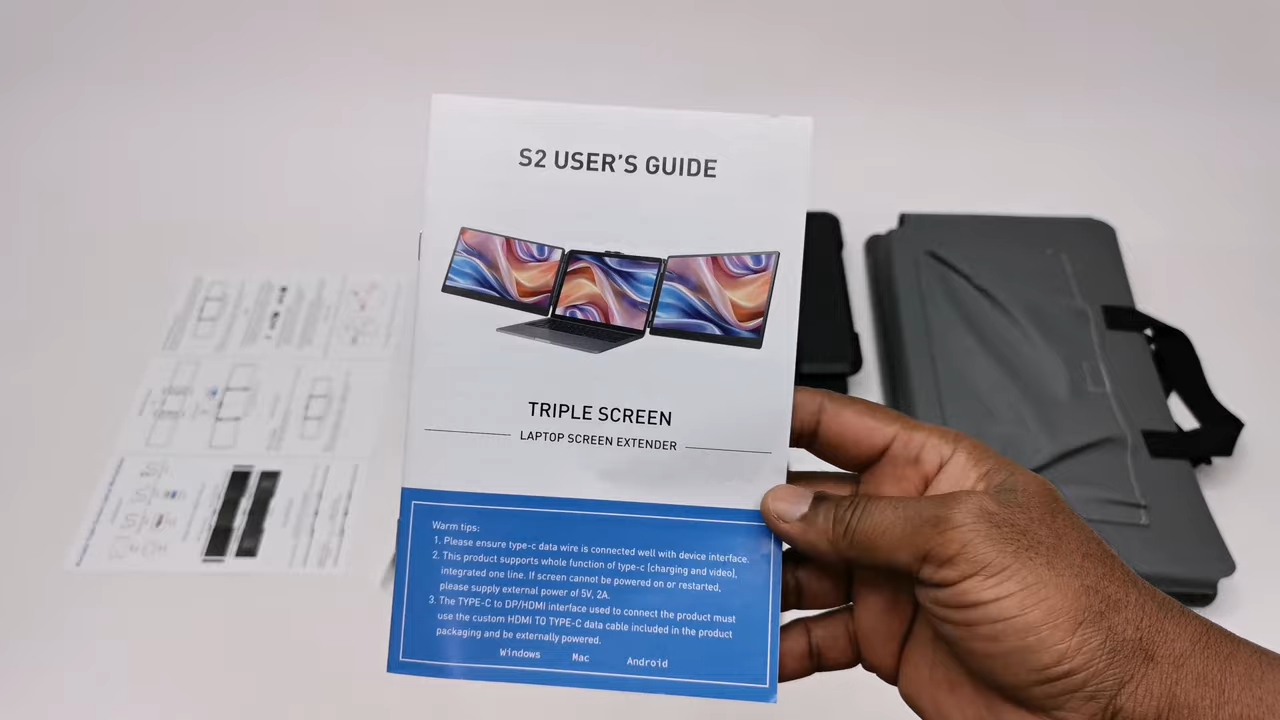 S2 USER'S GUIDE
TRIPLE SCREEN
LAPTOP SCREEN EXTENDER
Warm tips:
1. Please ensure type-c data wire is connected well with device interface.
2. This product supports whole function of type-c [charging and video],
integrated one line. If screen cannot be powered on or restarted,
please supply external power of 5V, 2A.
3. The TYPE-C to DP/HDMI interface used to connect the product must
use the custom HDMI TO TYPE-C data cable included in the product
packaging and be externally powered.
Windows Mac Android